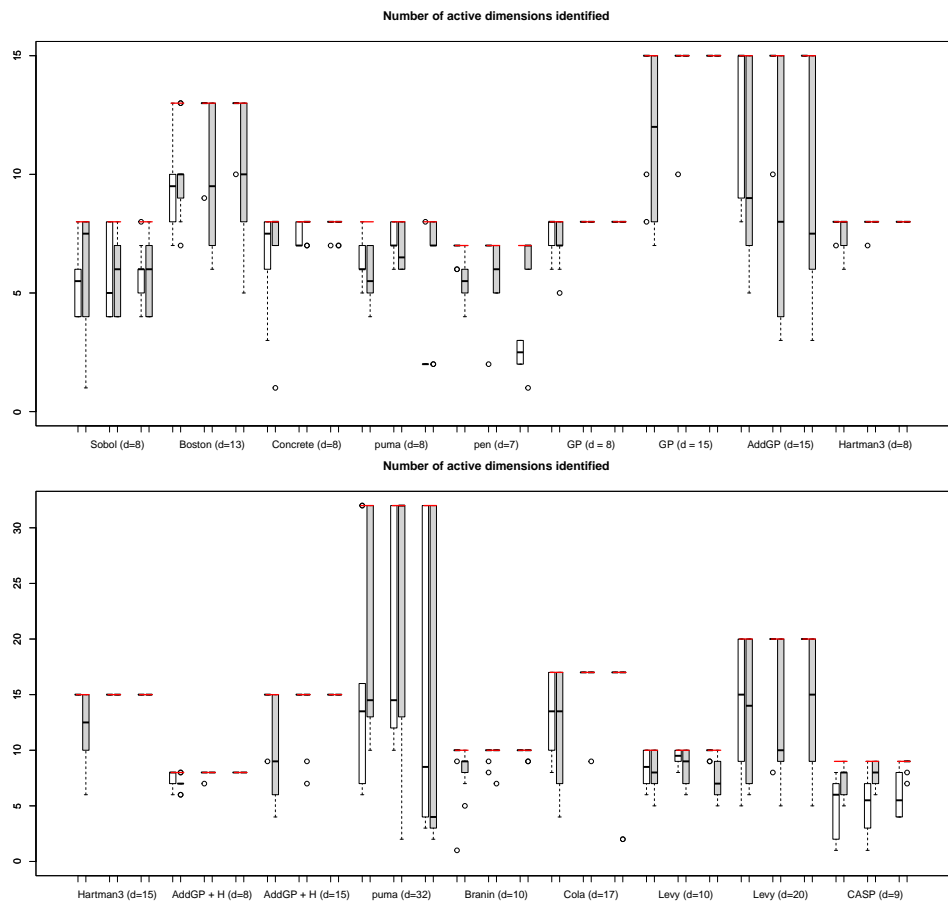 Number of active dimensions identified
15
10
5
0
Sobol (d=8) Boston (d=13) Concrete (d=8) puma (d=8) pen (d=7) GP (d = 8) GP (d = 15) AddGP (d=15) Hartman3 (d=8)
Number of active dimensions identified
30
25
20
15
10
5
0
Hartman3 (d=15) AddGP + H (d=8) AddGP + H (d=15) puma (d=32) Branin (d=10) Cola (d=17) Levy (d=10) Levy (d=20) CASP (d=9)